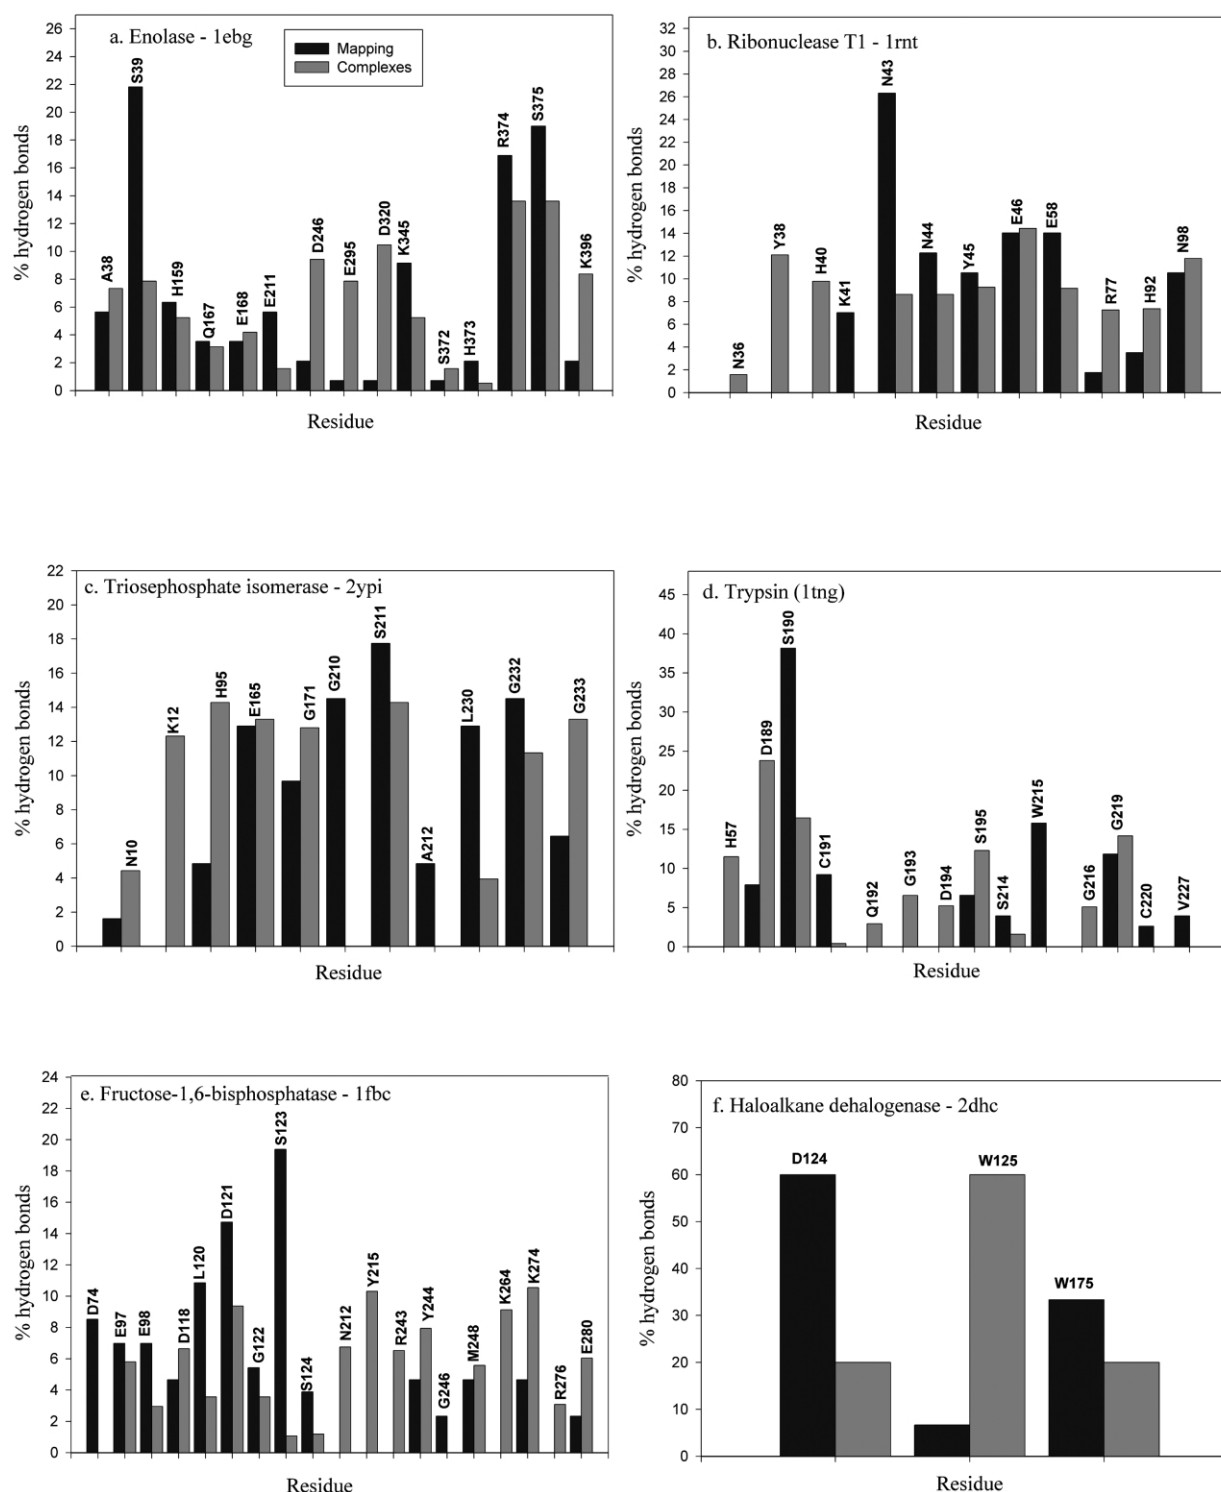 a. Enolase - 1ebg
Mapping
Complexes
% hydrogen bonds
26
24
22
20
18
16
14
12
10
8
6
4
2
0
A38
S39
H159
Q167
E168
E211
D246
E295
D320
K345
S372
H373
R374
S375
K396
Residue
b. Ribonuclease T1 - 1rnt
% hydrogen bonds
32
30
28
26
24
22
20
18
16
14
12
10
8
6
4
2
0
N36
Y38
H40
K41
N43
N44
Y45
E46
E58
R77
H92
N98
Residue
c. Triosephosphate isomerase - 2ypi
% hydrogen bonds
22
20
18
16
14
12
10
8
6
4
2
0
N10
K12
H95
E165
G171
G210
S211
A212
L230
G232
G233
Residue
d. Trypsin (1tng)
% hydrogen bonds
45
40
35
30
25
20
15
10
5
0
H57
D189
S190
C191
Q192
G193
D194
S195
S214
W215
G216
G219
C220
V227
Residue
e. Fructose-1,6-bisphosphatase - 1fbc
% hydrogen bonds
24
22
20
18
16
14
12
10
8
6
4
2
0
D74
E97
E98
D118
L120
D121
G122
S123
S124
N212
Y215
R243
Y244
G246
M248
K264
K274
R276
E280
Residue
f. Haloalkane dehalogenase - 2dhc
% hydrogen bonds
80
70
60
50
40
30
20
10
0
D124
W125
W175
Residue